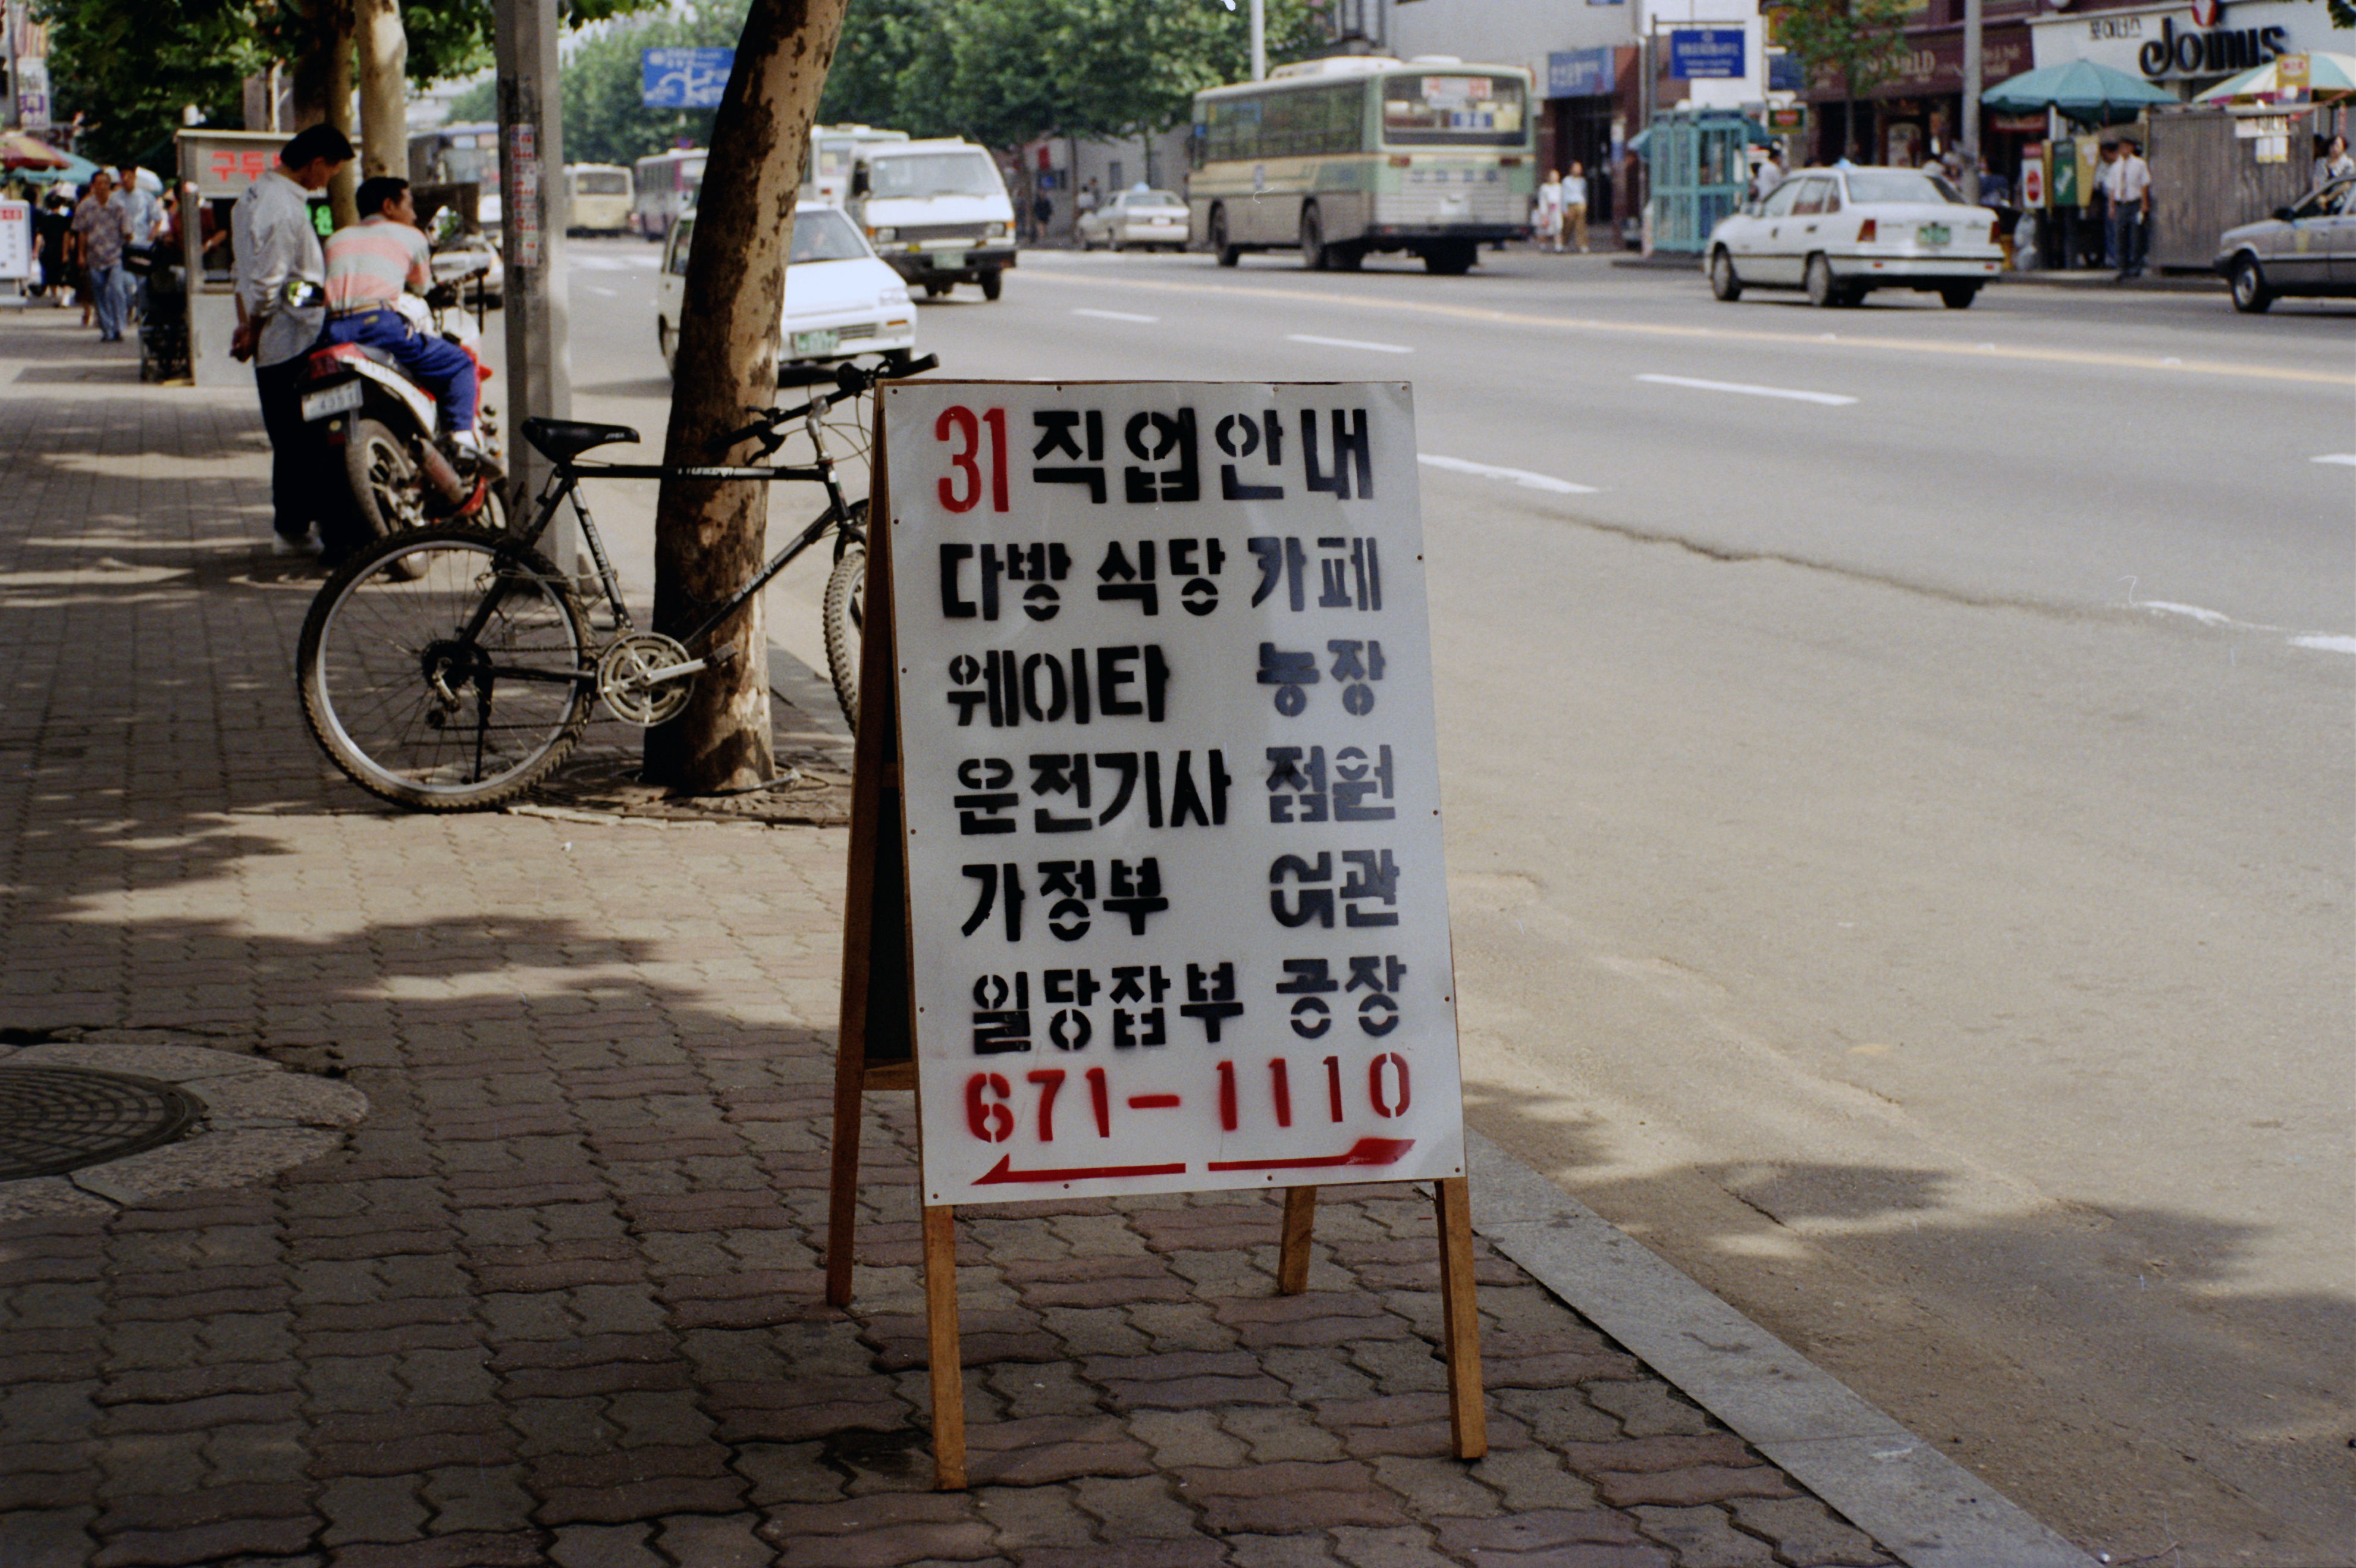 31 직업안내
다방 식당 카페
웨이타 농장
운전기사 점원
가정부 여관
일당잡부 공장
671-1110
구두
Joinus